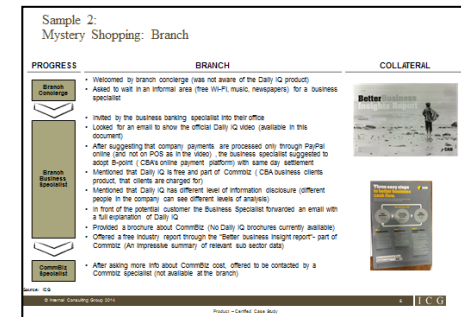 Sample 2:
Mystery Shopping: Branch
PROGRESS
BRANCH
COLLATERAL
Branch
Concierge
• Welcomed by branch concierge (was not aware of the Daily IQ product)
• Asked to wait in an informal area (free Wi-Fi, music, newspapers) for a business
specialist
Branch
Business
Specialist
• Invited by the business banking specialist into their office
• Looked for an email to show the official Daily IQ video (available in this
document)
• After suggesting that company payments are processed only through PayPal
online (and not on POS as in the video), the business specialist suggested to
adopt B-point (CBA's online payment platform) with same day settlement
• Mentioned that Daily IQ is free and part of Commbiz (CBA business clients
product, that clients are charged for)
• Mentioned that Daily IQ has different level of information disclosure (different
people in the company can see different levels of analysis)
• In front of the potential customer the Business Specialist forwarded an email with
a full explanation of Daily IQ
• Provided a brochure about CommBiz (No Daily IQ brochures currently available)
• Offered a free industry report through the "Better business insight report"- part of
Commbiz (An impressive summary of relevant sub sector data)
CommBiz
Specialist
• After asking more info about CommBiz cost, offered to be contacted by a
Commbiz specialist (not available at the branch)
Better Business
Insights Report
Three easy steps
to better business
cash flow.
Source: ICG
© Internal Consulting Group 2014
ICG
Product – Certified Case Study